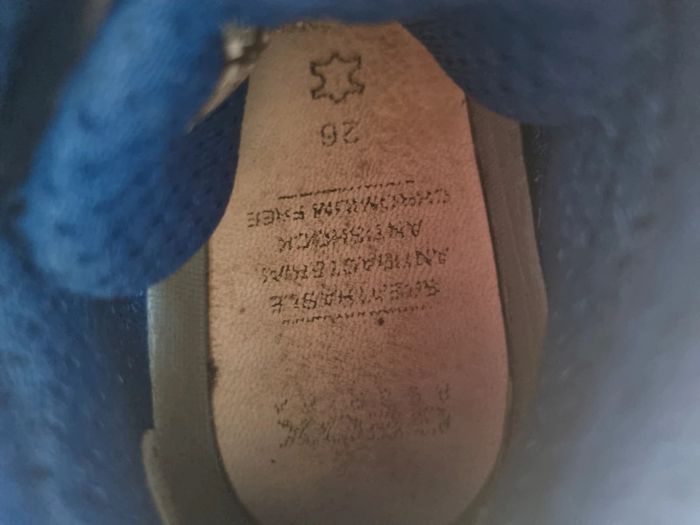 BREATHABLE
ANTIBACTERIAL
ANTISHOCK
CHROMIUM FREE
26